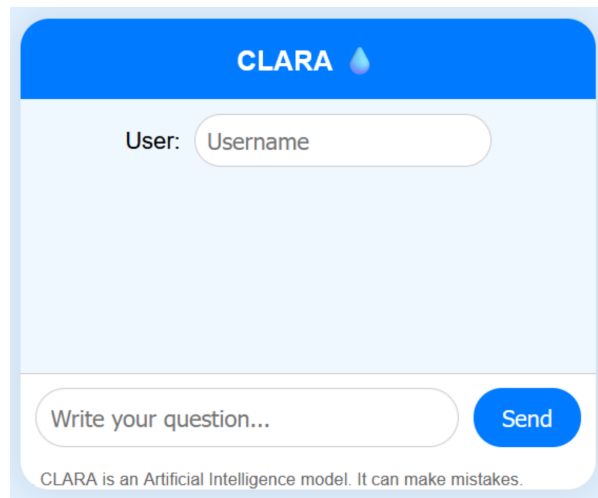 CLARA 💧
User: Username
Write your question... Send
CLARA is an Artificial Intelligence model. It can make mistakes.